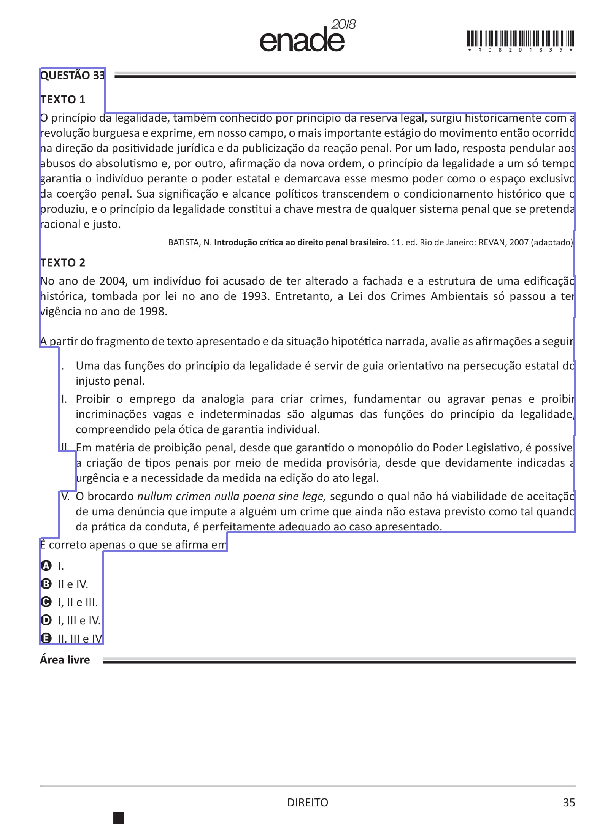 enade2018
QUESTÃO 33
TEXTO 1
O princípio da legalidade, também conhecido por princípio da reserva legal, surgiu historicamente com a
revolução burguesa e exprime, em nosso campo, o mais importante estágio do movimento então ocorrido
na direção da positividade jurídica e da publicização da reação penal. Por um lado, resposta pendular aos
abusos do absolutismo e, por outro, afirmação da nova ordem, o princípio da legalidade a um só tempo
garantia o indivíduo perante o poder estatal e demarcava esse mesmo poder como o espaço exclusivo
da coerção penal. Sua significação e alcance políticos transcendem o condicionamento histórico que o
produziu, e o princípio da legalidade constitui a chave mestra de qualquer sistema penal que se pretenda
racional e justo.
BATISTA, N. Introdução crítica ao direito penal brasileiro. 11. ed. Rio de Janeiro: REVAN, 2007 (adaptado).
TEXTO 2
No ano de 2004, um indivíduo foi acusado de ter alterado a fachada e a estrutura de uma edificação
histórica, tombada por lei no ano de 1993. Entretanto, a Lei dos Crimes Ambientais só passou a ter
vigência no ano de 1998.
A partir do fragmento de texto apresentado e da situação hipotética narrada, avalie as afirmações a seguir.
I. Uma das funções do princípio da legalidade é servir de guia orientativo na persecução estatal do
injusto penal.
II. Proibir o emprego da analogia para criar crimes, fundamentar ou agravar penas e proibir
incriminações vagas e indeterminadas são algumas das funções do princípio da legalidade,
compreendido pela ótica de garantia individual.
III. Em matéria de proibição penal, desde que garantido o monopólio do Poder Legislativo, é possível
a criação de tipos penais por meio de medida provisória, desde que devidamente indicadas a
urgência e a necessidade da medida na edição do ato legal.
IV. O brocardo nullum crimen nulla poena sine lege, segundo o qual não há viabilidade de aceitação
de uma denúncia que impute a alguém um crime que ainda não estava previsto como tal quando
da prática da conduta, é perfeitamente adequado ao caso apresentado.
É correto apenas o que se afirma em
A I.
B II e IV.
C I, II e III.
D I, III e IV.
E II, III e IV.
Área livre
DIREITO 35